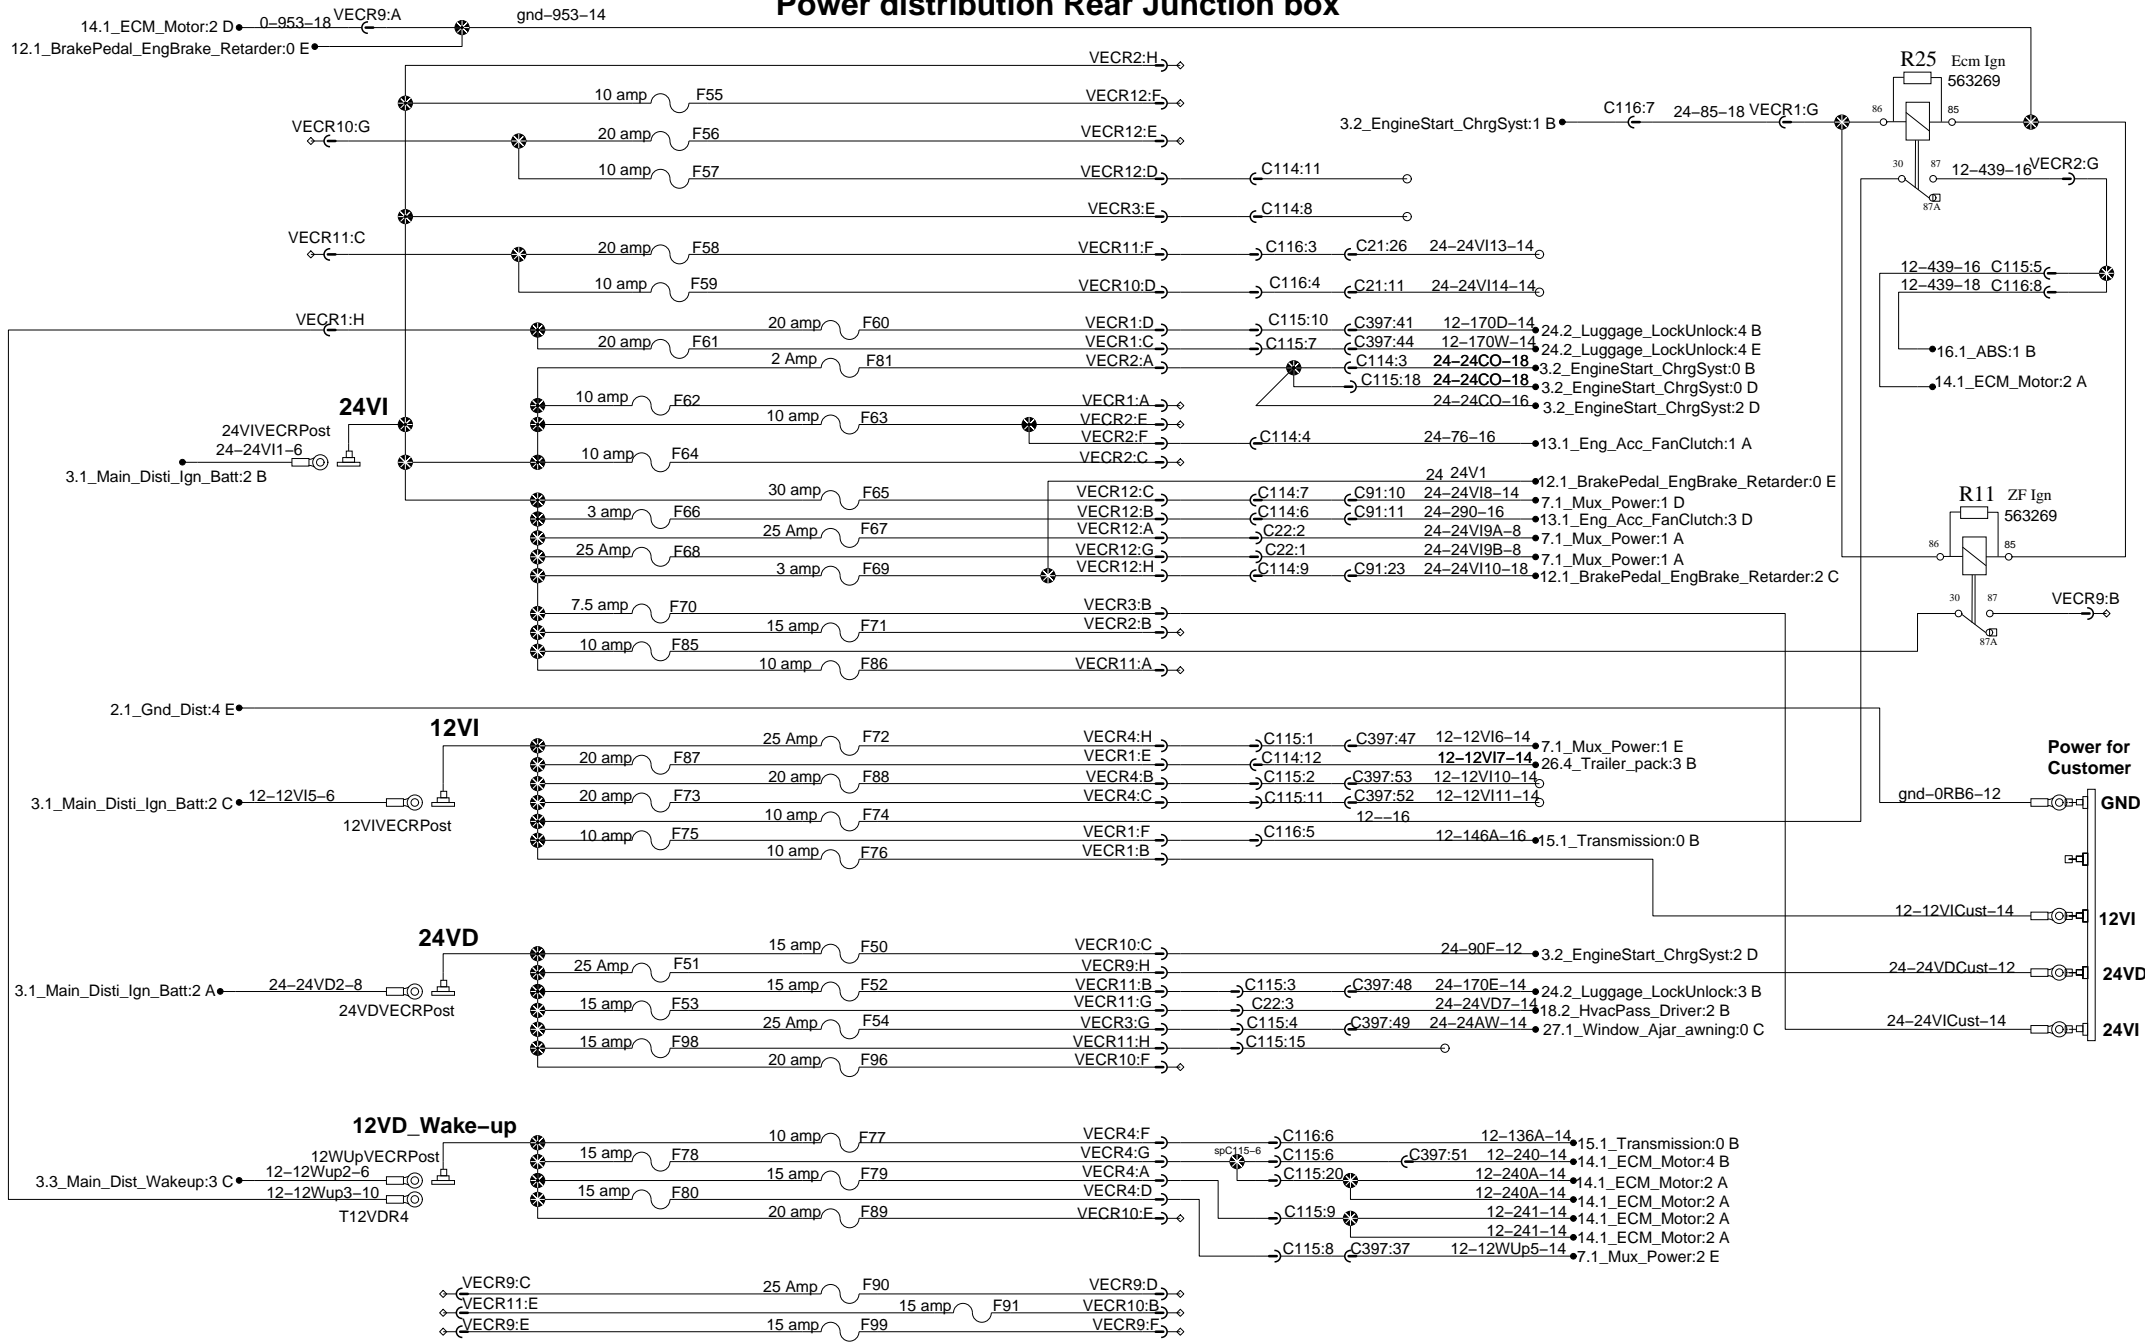 Power distribution Rear Junction box
14.1_ECM_Motor:2 D 0-953-18 VECR9:A gnd-953-14
12.1_BrakePedal_EngBrake_Retarder:0 E
VECR2:H
R25 Ecm Ign
563269
10 amp F55 VECR12:F
3.2_EngineStart_ChrgSyst:1 B C116:7 24-85-18 VECR1:G 86 85
VECR10:G 20 amp F56 VECR12:E
10 amp F57 VECR12:D C114:11
30 87 12-439-16 VECR2:G
87A
VECR3:E C114:8
VECR11:C 20 amp F58 VECR11:F C116:3 C21:26 24-24VI13-14
10 amp F59 VECR10:D C116:4 C21:11 24-24VI14-14
12-439-16 C115:5
12-439-18 C116:8
VECR1:H 20 amp F60 VECR1:D C115:10 C397:41 12-170D-14 24.2_Luggage_LockUnlock:4 B
20 amp F61 VECR1:C C115:7 C397:44 12-170W-14 24.2_Luggage_LockUnlock:4 E
16.1_ABS:1 B
2 Amp F81 VECR2:A C114:3 24-24CO-18 3.2_EngineStart_ChrgSyst:0 B
C115:18 24-24CO-18 3.2_EngineStart_ChrgSyst:0 D
14.1_ECM_Motor:2 A
10 amp F62 VECR1:A 24-24CO-16 3.2_EngineStart_ChrgSyst:2 D
24VI
10 amp F63 VECR2:E
24VIVECRPost
VECR2:F C114:4 24-76-16 13.1_Eng_Acc_FanClutch:1 A
24-24VI1-6
10 amp F64 VECR2:C
3.1_Main_Disti_Ign_Batt:2 B
24 24V1 12.1_BrakePedal_EngBrake_Retarder:0 E
30 amp F65 VECR12:C C114:7 C91:10 24-24VI8-14 7.1_Mux_Power:1 D
R11 ZF Ign
563269
3 amp F66 VECR12:B C114:6 C91:11 24-290-16 13.1_Eng_Acc_FanClutch:3 D
25 Amp F67 VECR12:A C22:2 24-24VI9A-8 7.1_Mux_Power:1 A
25 Amp F68 VECR12:G C22:1 24-24VI9B-8 7.1_Mux_Power:1 A
86 85
3 amp F69 VECR12:H C114:9 C91:23 24-24VI10-18 12.1_BrakePedal_EngBrake_Retarder:2 C
7.5 amp F70 VECR3:B
30 87 VECR9:B
87A
15 amp F71 VECR2:B
10 amp F85
10 amp F86 VECR11:A
2.1_Gnd_Dist:4 E
12VI
25 Amp F72 VECR4:H C115:1 C397:47 12-12VI6-14 7.1_Mux_Power:1 E
Power for
Customer
20 amp F87 VECR1:E C114:12 12-12VI7-14 26.4_Trailer_pack:3 B
20 amp F88 VECR4:B C115:2 C397:53 12-12VI10-14
3.1_Main_Disti_Ign_Batt:2 C 12-12VI5-6 20 amp F73 VECR4:C C115:11 C397:52 12-12VI11-14
gnd-0RB6-12 GND
12VIVECRPost
10 amp F74 12--16
10 amp F75 VECR1:F C116:5 12-146A-16 15.1_Transmission:0 B
10 amp F76 VECR1:B
12-12VICust-14 12VI
24VD
15 amp F50 VECR10:C 24-90F-12 3.2_EngineStart_ChrgSyst:2 D
25 Amp F51 VECR9:H 24-24VDCust-12 24VD
3.1_Main_Disti_Ign_Batt:2 A 24-24VD2-8 15 amp F52 VECR11:B C115:3 C397:48 24-170E-14 24.2_Luggage_LockUnlock:3 B
24VDVECRPost
15 amp F53 VECR11:G C22:3 24-24VD7-14 18.2_HvacPass_Driver:2 B
25 Amp F54 VECR3:G C115:4 C397:49 24-24AW-14 27.1_Window_Ajar_awning:0 C
24-24VICust-14 24VI
15 amp F98 VECR11:H C115:15
20 amp F96 VECR10:F
12VD_Wake-up
10 amp F77 VECR4:F C116:6 12-136A-14 15.1_Transmission:0 B
12WUpVECRPost
15 amp F78 VECR4:G spC115-6 C115:6 C397:51 12-240-14 14.1_ECM_Motor:4 B
3.3_Main_Dist_Wakeup:3 C 12-12Wup2-6
15 amp F79 VECR4:A C115:20 12-240A-14 14.1_ECM_Motor:2 A
12-12Wup3-10
T12VDR4
15 amp F80 VECR4:D 12-240A-14 14.1_ECM_Motor:2 A
20 amp F89 VECR10:E C115:9 12-241-14 14.1_ECM_Motor:2 A
12-241-14 14.1_ECM_Motor:2 A
C115:8 C397:37 12-12WUp5-14 7.1_Mux_Power:2 E
VECR9:C 25 Amp F90 VECR9:D
VECR11:E 15 amp F91 VECR10:B
VECR9:E 15 amp F99 VECR9:F